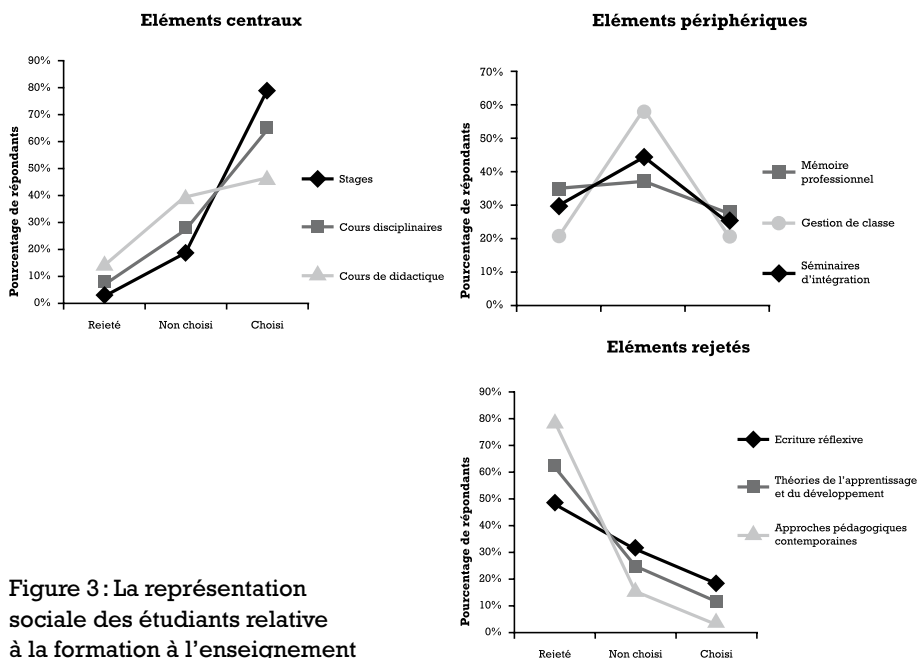 Eléments centraux
Pourcentage de répondants
90%
80%
70%
60%
50%
40%
30%
20%
10%
0%
Rejeté
Non choisi
Choisi
Stages
Cours disciplinaires
Cours de didactique
Eléments périphériques
Pourcentage de répondants
70%
60%
50%
40%
30%
20%
10%
0%
Mémoire
professionnel
Gestion de classe
Séminaires
d'intégration
Eléments rejetés
Pourcentage de répondants
90%
80%
70%
60%
50%
40%
30%
20%
10%
0%
Rejeté
Non choisi
Choisi
Ecriture réflexive
Théories de l'apprentissage
et du développement
Approches pédagogiques
contemporaines
Figure 3 : La représentation
sociale des étudiants relative
à la formation à l'enseignement